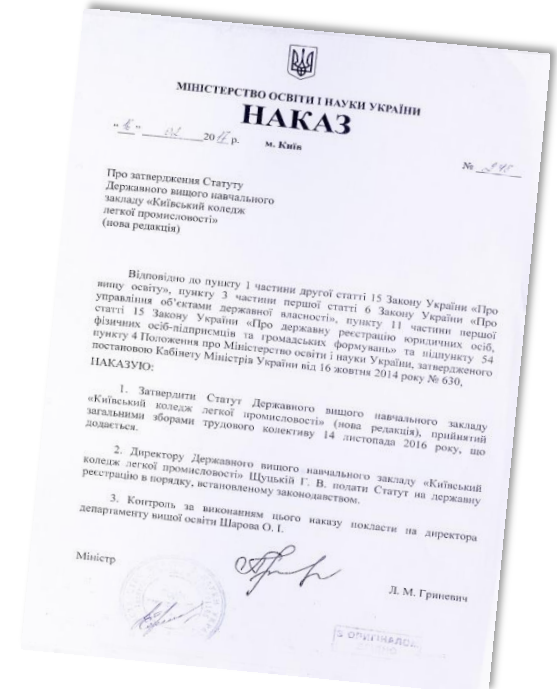 МІНІСТЕРСТВО ОСВІТИ І НАУКИ УКРАЇНИ
НАКАЗ
02 2017 р.
м. Київ
№
Про затвердження Статуту
Державного вищого навчального
закладу «Київський коледж
легкої промисловості»
(нова редакція)
Відповідно до пункту 1 частини другої статті 15 Закону України «Про
вищу освіту», пункту 3 частини першої статті 6 Закону України «Про
управління об’єктами державної власності», пункту 11 частини першої
статті 15 Закону України «Про державну реєстрацію юридичних осіб,
фізичних осіб-підприємців та громадських формувань» та підпункту 54
пункту 4 Положення про Міністерство освіти і науки України, затвердженого
постановою Кабінету Міністрів України від 16 жовтня 2014 року № 630,
НАКАЗУЮ:
1. Затвердити Статут Державного вищого навчального закладу
«Київський коледж легкої промисловості» (нова редакція), прийнятий
загальними зборами трудового колективу 14 листопада 2016 року, що
додається.
2. Директору Державного вищого навчального закладу «Київський
коледж легкої промисловості» Щуцькій Г. В. подати Статут на державну
реєстрацію в порядку, встановленому законодавством.
3. Контроль за виконанням цього наказу покласти на директора
департаменту вищої освіти Шарова О. І.
Міністр
Л. М. Гриневич
З ОРИГІНАЛОМ